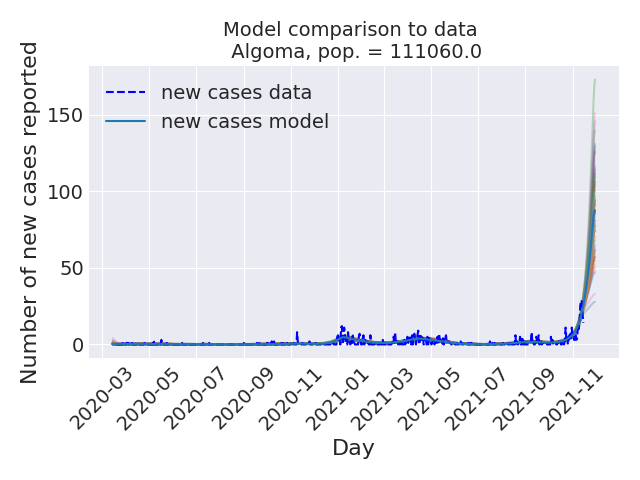 Model comparison to data
Algoma, pop. = 111060.0
Number of new cases reported
150
100
50
0
new cases data
new cases model
2020-03
2020-05
2020-07
2020-09
2020-11
2021-01
2021-03
2021-05
2021-07
2021-09
2021-11
Day